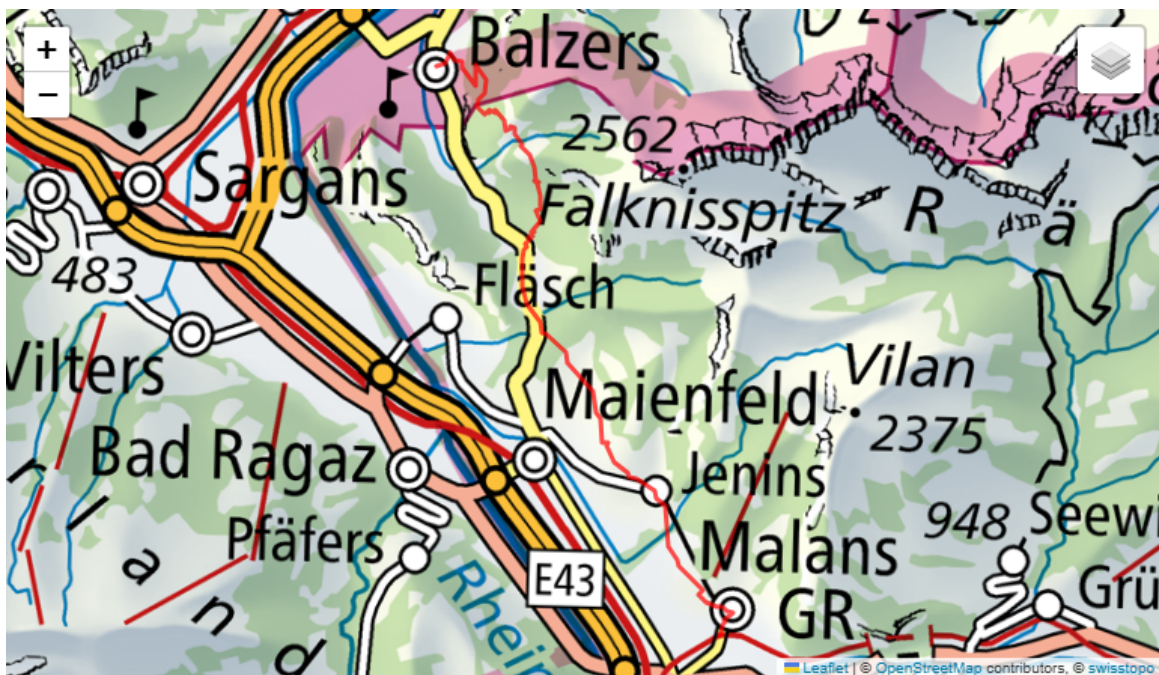 +
−
Balzers
2562
Sargans
Falknisspitz
R
ä
483
Fläsch
Vilters
Vilan
Maienfeld
2375
Bad Ragaz
Jenins
948
Seewi
Pfäfers
Malans
E43
Grü
a
GR
n
Rhein
d
Leaflet | © OpenStreetMap contributors, © swisstopo